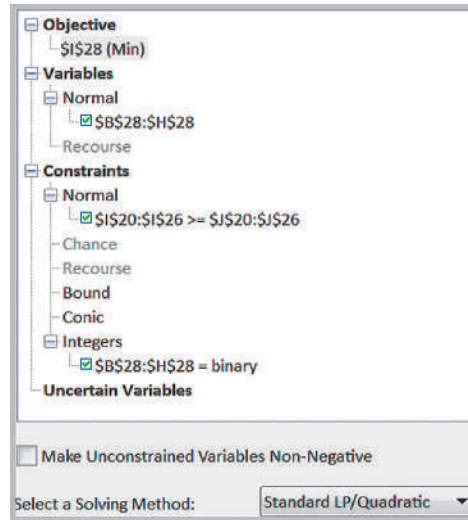 Objective
$I$28 (Min)
Variables
Normal
$B$28:$H$28
Recourse
Constraints
Normal
$I$20:$I$26 >= $J$20:$J$26
Chance
Recourse
Bound
Conic
Integers
$B$28:$H$28 = binary
Uncertain Variables
Make Unconstrained Variables Non-Negative
Select a Solving Method: Standard LP/Quadratic